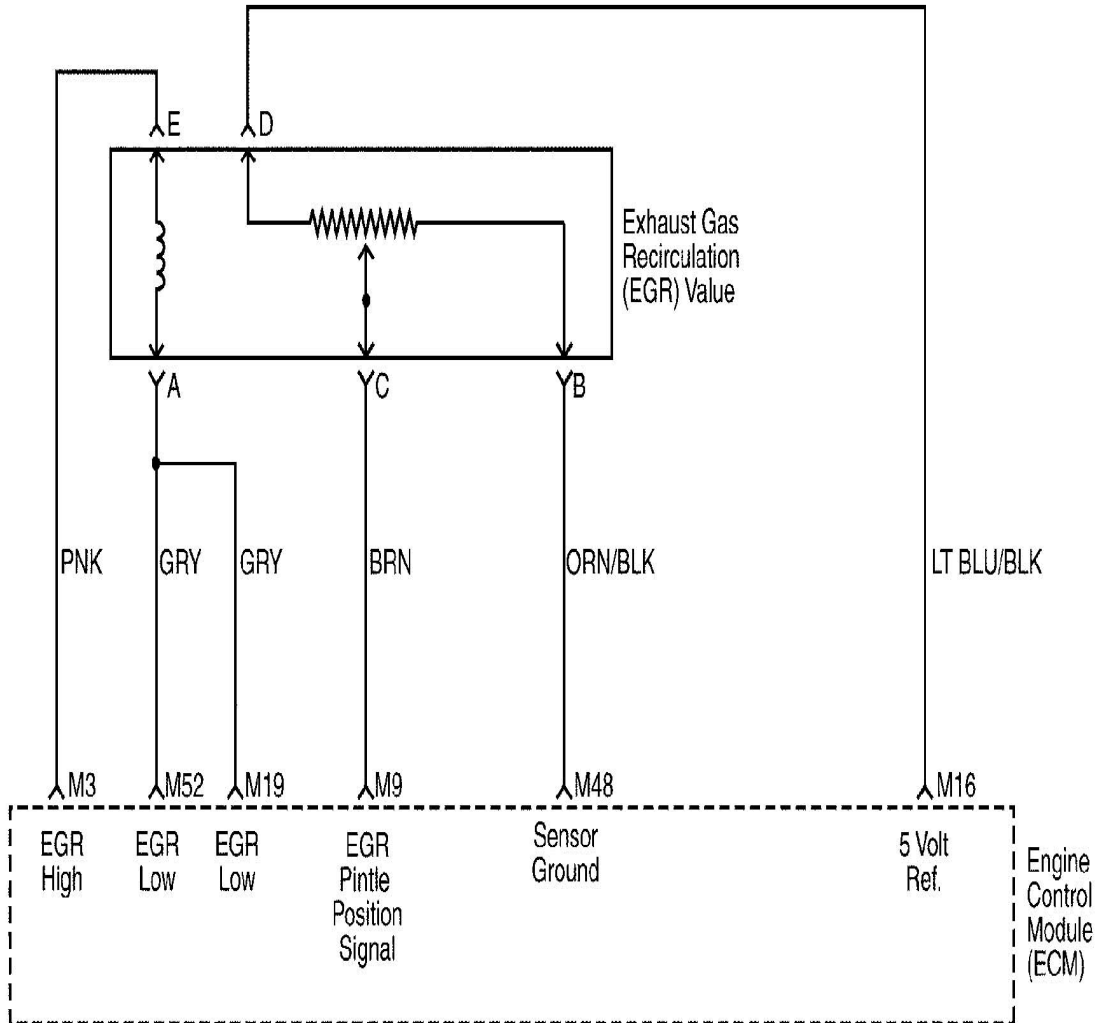 E
D
Exhaust Gas
Recirculation
(EGR) Value
A
C
B
PNK
GRY
GRY
BRN
ORN/BLK
LT BLU/BLK
M3
M52
M19
M9
M48
M16
EGR
High
EGR
Low
EGR
Low
EGR
Pintle
Position
Signal
Sensor
Ground
5 Volt
Ref.
Engine
Control
Module
(ECM)